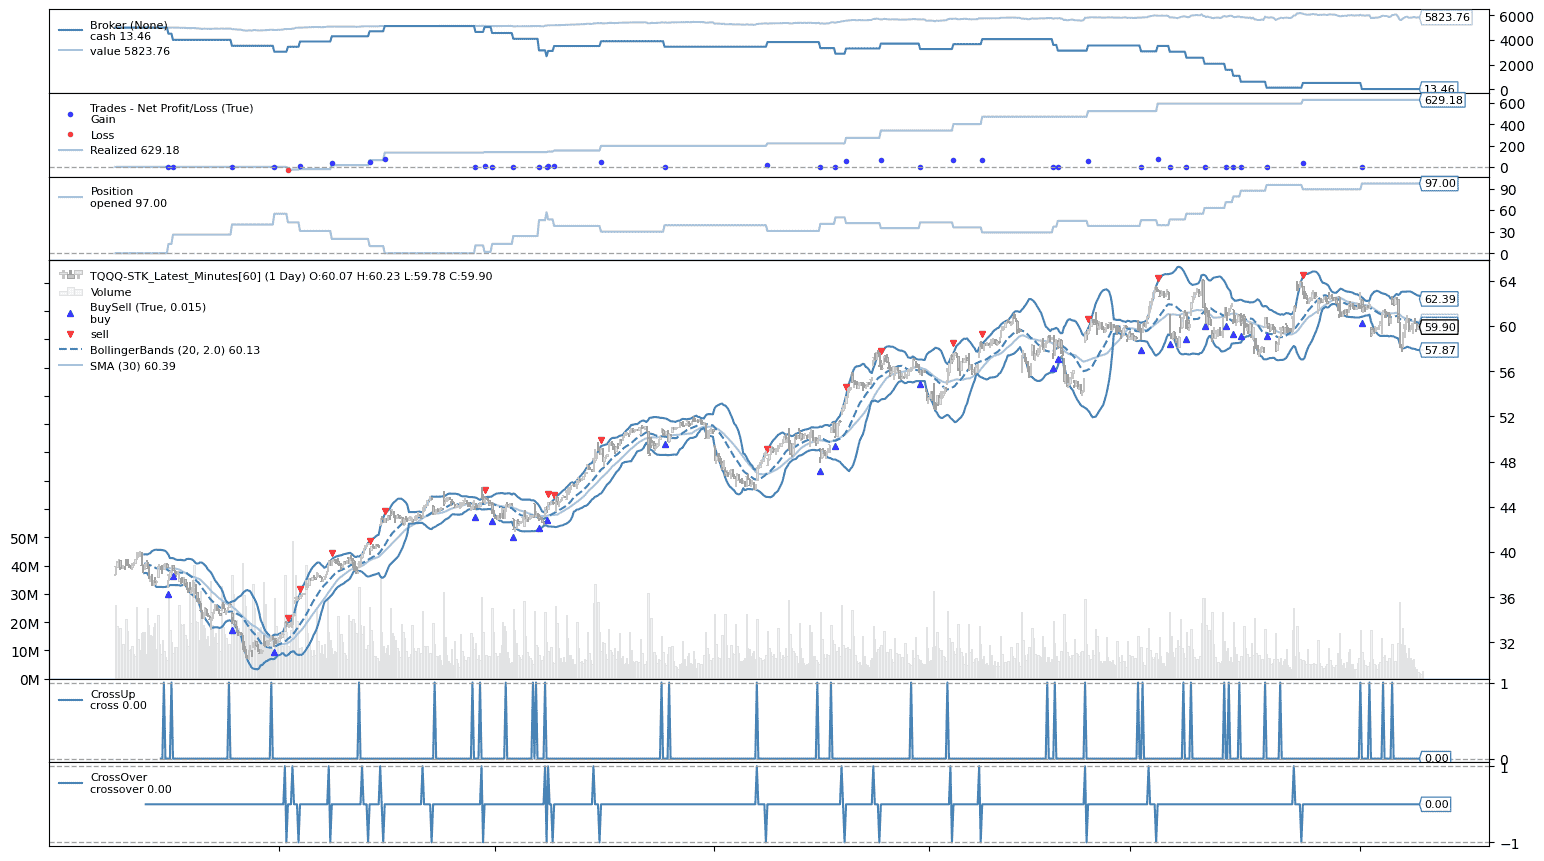 Broker (None)
cash 13.46
value 5823.76
5823.76
6000
4000
2000
0
13.46
Trades - Net Profit/Loss (True)
Gain
Loss
Realized 629.18
629.18
600
400
200
0
Position
opened 97.00
97.00
90
60
30
0
TQQQ-STK_Latest_Minutes[60] (1 Day) O:60.07 H:60.23 L:59.78 C:59.90
Volume
BuySell (True, 0.015)
buy
sell
BollingerBands (20, 2.0) 60.13
SMA (30) 60.39
64
62.39
60
59.90
57.87
56
52
48
44
40
36
32
50M
40M
30M
20M
10M
0M
CrossUp
cross 0.00
1
0
0.00
CrossOver
crossover 0.00
1
0.00
−1